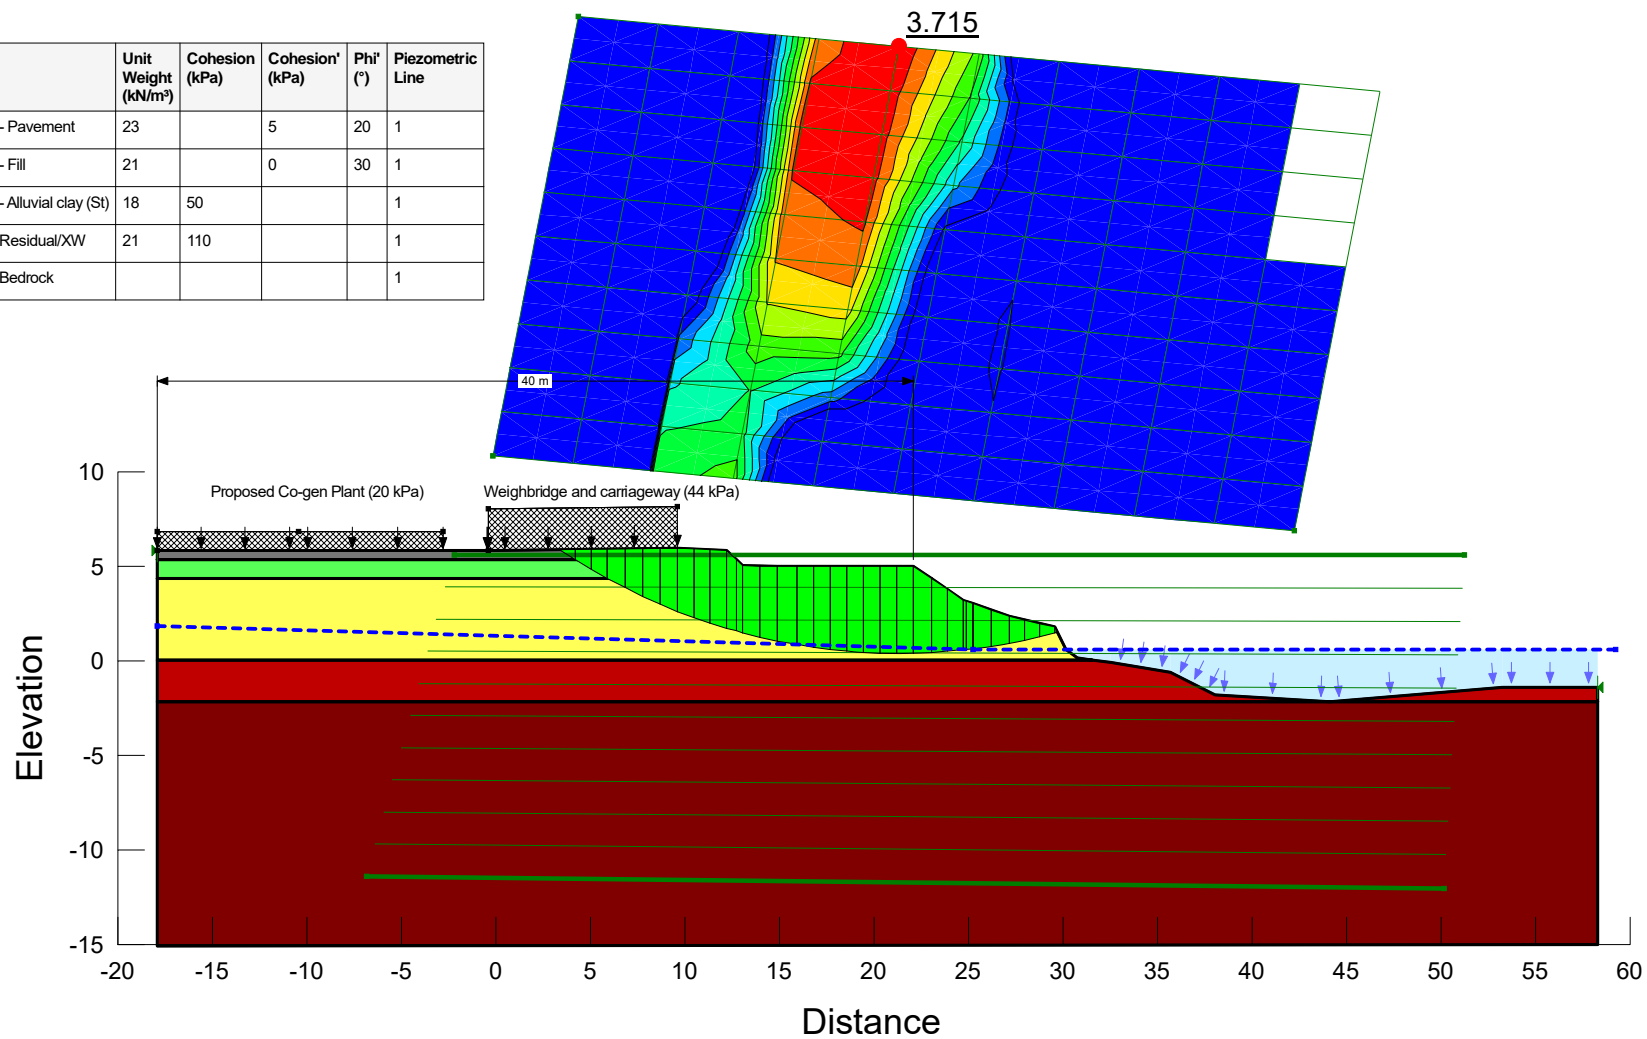 3.715
Unit Weight (kN/m³) Cohesion (kPa) Cohesion' (kPa) Phi' (°) Piezometric Line
- Pavement 23 5 20 1
- Fill 21 0 30 1
- Alluvial clay (St) 18 50 1
Residual/XW 21 110 1
Bedrock 1
40 m
Proposed Co-gen Plant (20 kPa)
Weighbridge and carriageway (44 kPa)
10
5
0
-5
-10
-15
Elevation
-20 -15 -10 -5 0 5 10 15 20 25 30 35 40 45 50 55 60
Distance